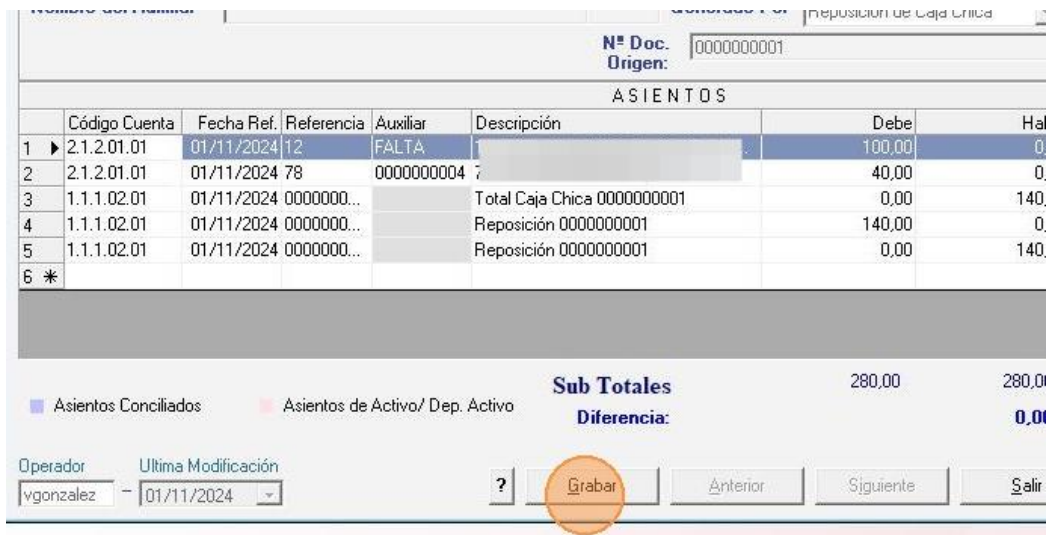 Reposición de Caja Chica
Nº Doc. Origen: 0000000001
ASIENTOS
Código Cuenta Fecha Ref. Referencia Auxiliar Descripción Debe Hab
1 2.1.2.01.01 01/11/2024 12 FALTA 1 100,00 0,
2 2.1.2.01.01 01/11/2024 78 0000000004 7 40,00 0,
3 1.1.1.02.01 01/11/2024 0000000... Total Caja Chica 0000000001 0,00 140,
4 1.1.1.02.01 01/11/2024 0000000... Reposición 0000000001 140,00 0,
5 1.1.1.02.01 01/11/2024 0000000... Reposición 0000000001 0,00 140,
6 *
Sub Totales 280,00 280,00
Asientos Conciliados Asientos de Activo/ Dep. Activo Diferencia: 0,00
Operador Ultima Modificación
vgonzalez - 01/11/2024 ? Grabar Anterior Siguiente Salir